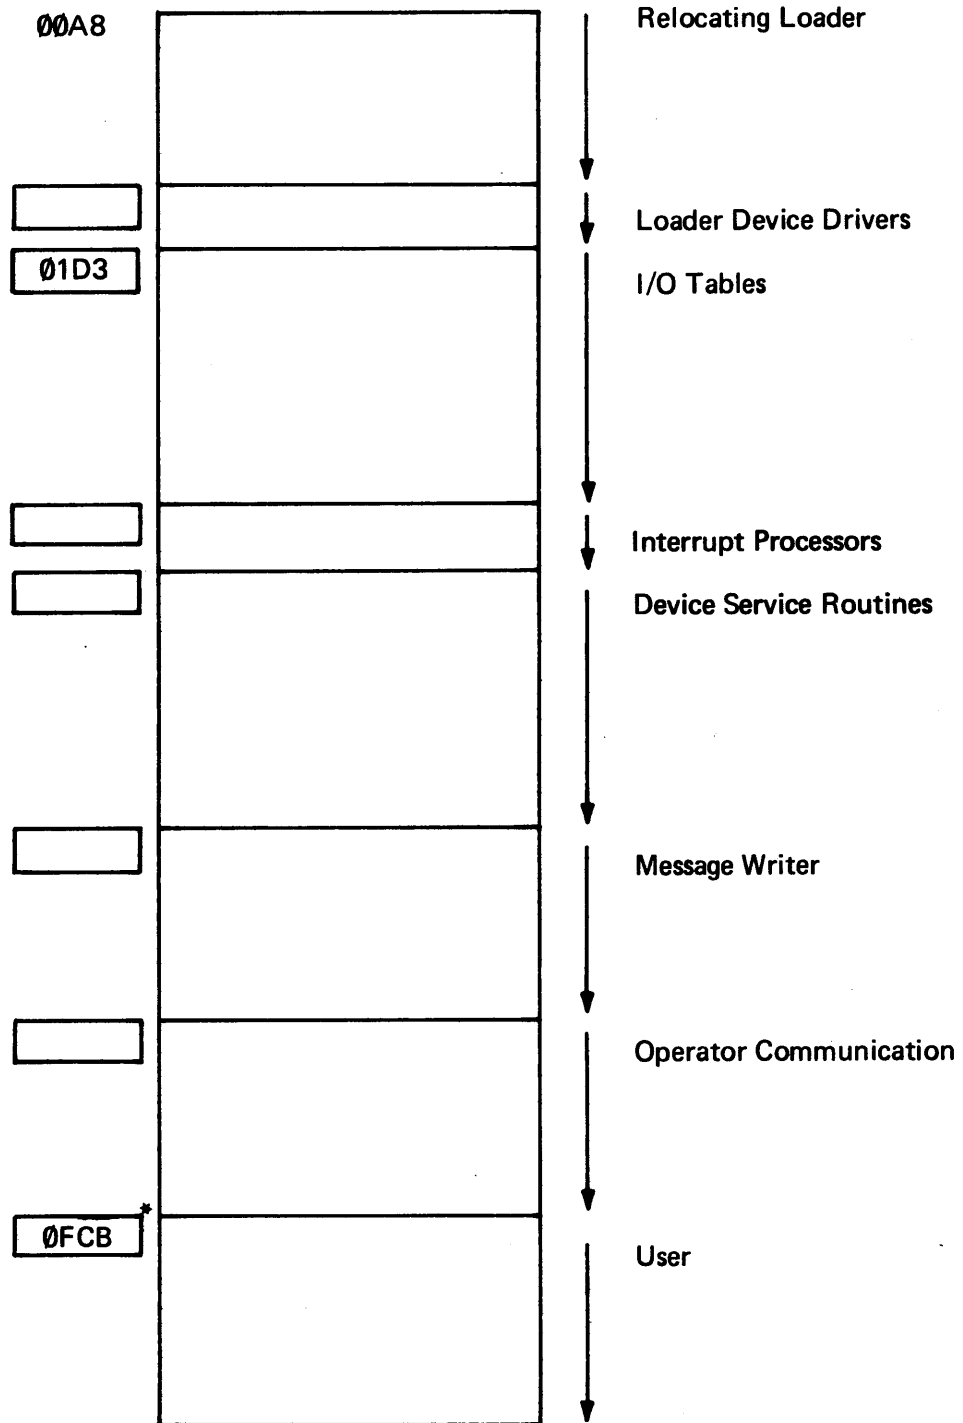 ØØA8
Relocating Loader
Loader Device Drivers
Ø1D3
I/O Tables
Interrupt Processors
Device Service Routines
Message Writer
Operator Communication
ØFCB*
User